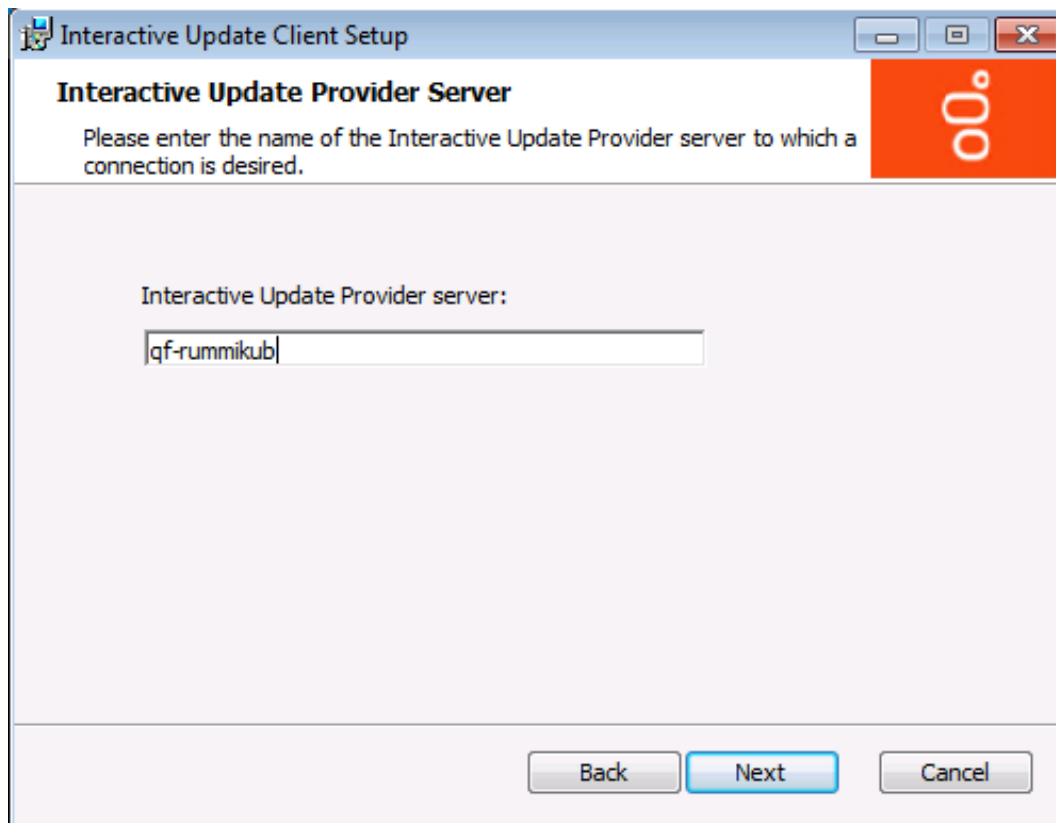 Interactive Update Client Setup
Interactive Update Provider Server
Please enter the name of the Interactive Update Provider server to which a
connection is desired.
Interactive Update Provider server:
qf-rummikub
Back
Next
Cancel